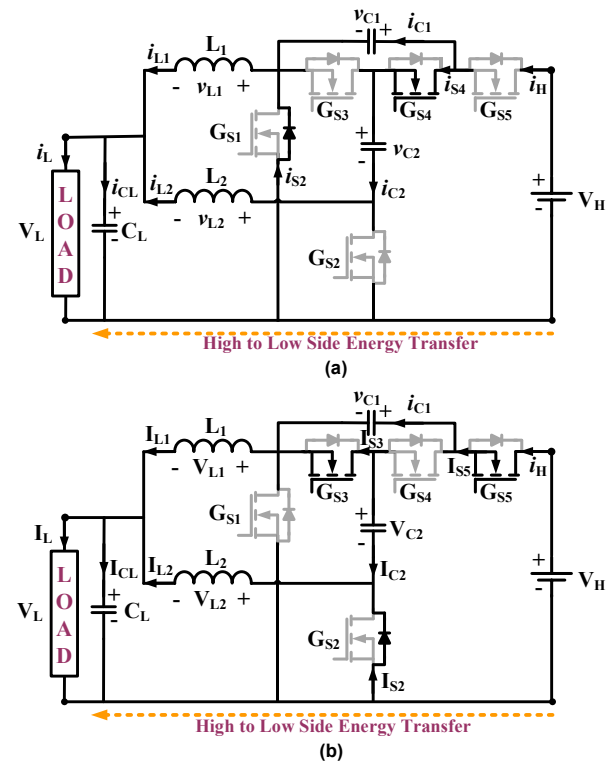 vC1 - + iC1
iL1 L1
- vL1 +
GS3 iS4 GS4 GS5 iH
GS1
+ vC2 -
iL iCL iL2 L2 iS2 iC2
- vL2 +
LOAD
VL + - CL
GS2
+ - VH
High to Low Side Energy Transfer
(a)
vC1 - + iC1
IL1 L1 IS3
- VL1 +
GS3 GS4 IS5 GS5 iH
GS1
+ VC2 -
IL ICL IL2 L2 IC2
- VL2 +
LOAD
VL + - CL
GS2
IS2
+ - VH
High to Low Side Energy Transfer
(b)